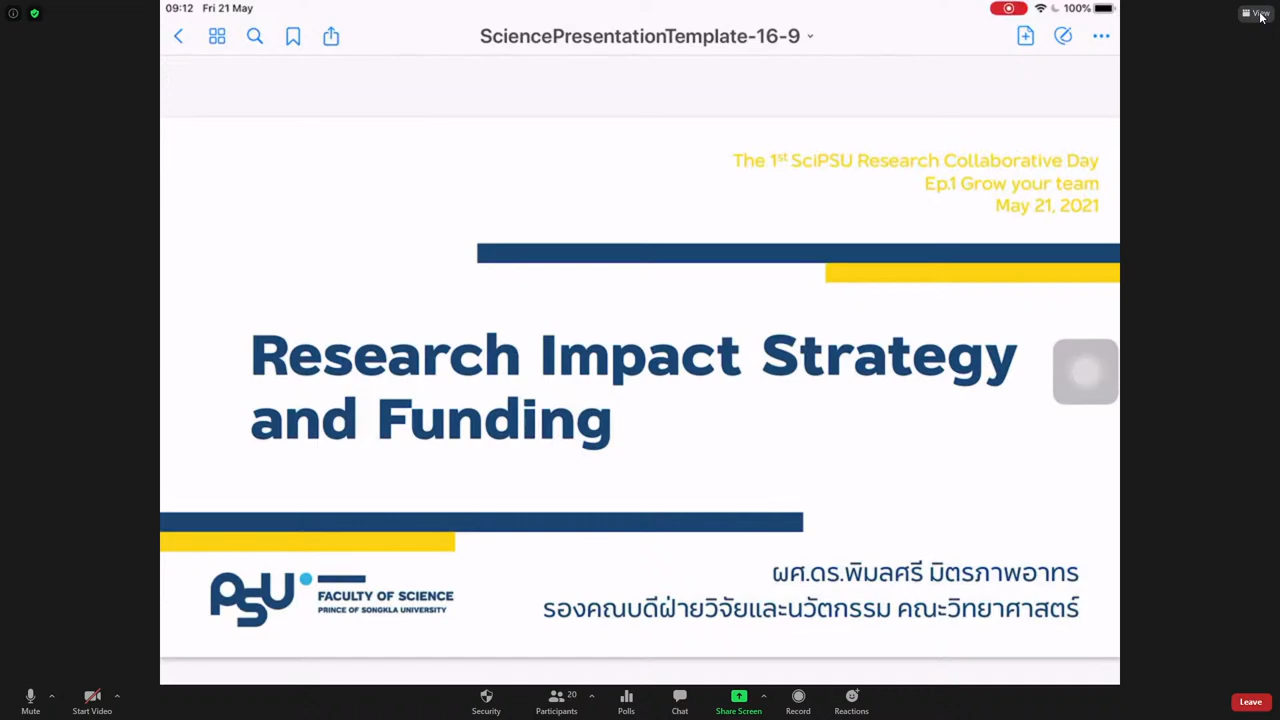 09:12 Fri 21 May
100%
View
SciencePresentationTemplate-16-9
The 1st SciPSU Research Collaborative Day
Ep.1 Grow your team
May 21, 2021
Research Impact Strategy
and Funding
PSU
FACULTY OF SCIENCE
PRINCE OF SONGKLA UNIVERSITY
ผศ.ดร.พิมลศรี มิตรภาพอาทร
รองคณบดีฝ่ายวิจัยและนวัตกรรม คณะวิทยาศาสตร์
20
Mute
Start Video
Security
Participants
Polls
Chat
Share Screen
Record
Reactions
Leave